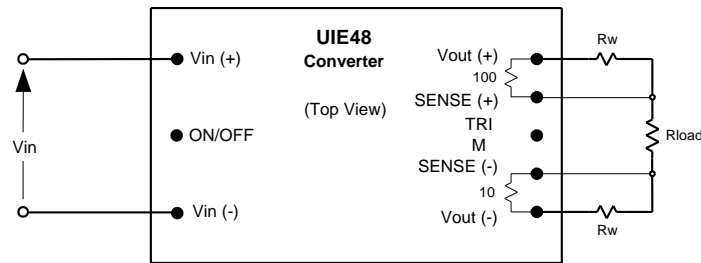 UIE48
Converter
(Top View)
Vin (+)
ON/OFF
Vin (-)
Vin
Vout (+)
100
SENSE (+)
TRI
M
SENSE (-)
10
Vout (-)
Rw
Rload
Rw